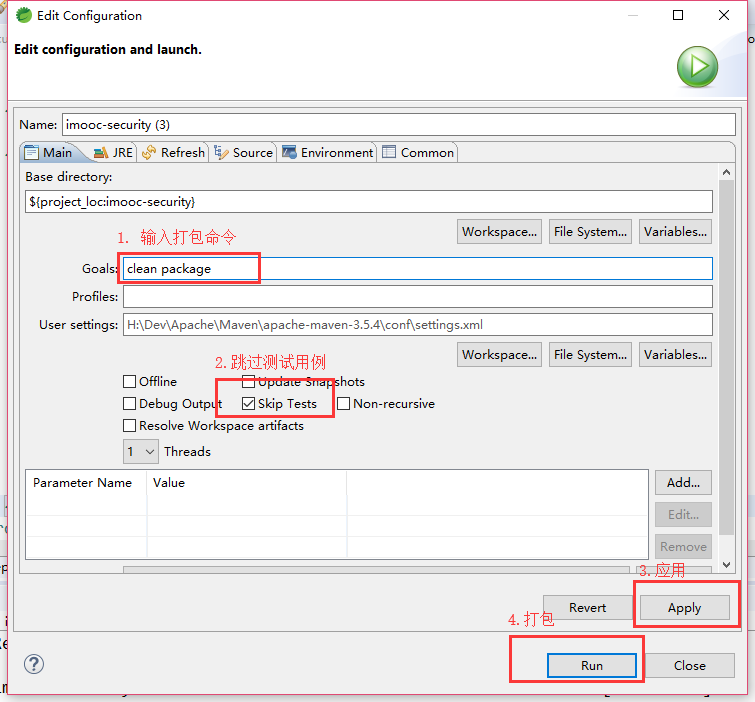 Edit Configuration
Edit configuration and launch.
Name: imooc-security (3)
Main JRE Refresh Source Environment Common
Base directory:
${project_loc:imooc-security}
1. 输入打包命令
Workspace... File System... Variables...
Goals: clean package
Profiles:
User settings: H:\Dev\Apache\Maven\apache-maven-3.5.4\conf\settings.xml
Workspace... File System... Variables...
2.跳过测试用例
Offline Update Snapshots
Debug Output Skip Tests Non-recursive
Resolve Workspace artifacts
1 Threads
Parameter Name Value
Add...
Edit...
Remove
3.应用
Revert Apply
4.打包
Run Close